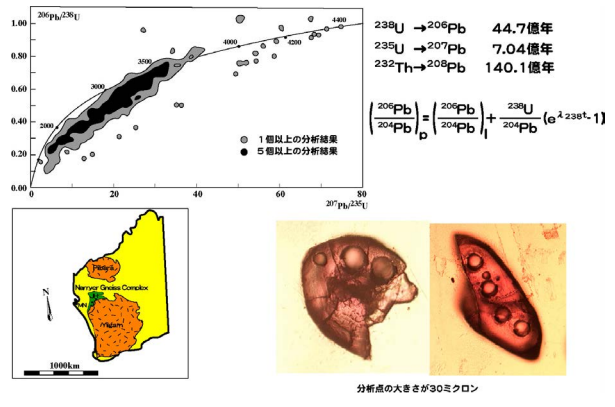 ²⁰⁶Pb/²³⁸U
1.00
0.80
0.60
0.40
0.20
0.00
0
20
40
60
80
²⁰⁷Pb/²³⁵U
2000
3000
3500
4000
4200
4400
1個以上の分析結果
5個以上の分析結果
²³⁸U →²⁰⁶Pb 44.7億年
²³⁵U →²⁰⁷Pb 7.04億年
²³²Th→²⁰⁸Pb 140.1億年
(²⁰⁶Pb/²⁰⁴Pb)p=(²⁰⁶Pb/²⁰⁴Pb)I+²³⁸U/²⁰⁴Pb(e^λ238t-1)
Pilbara
Narryer Gneiss Complex
MN
Yilgarn
N
1000km
分析点の大きさが30ミクロン